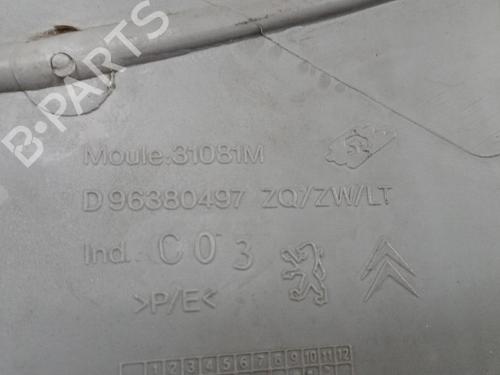 B-PARTS
Moule:31081M
D 96380497 ZQ/ZW/LT
Ind. C 0 3
>P/E<
1 2 3 4 5 6 7 8 9 10 11 12